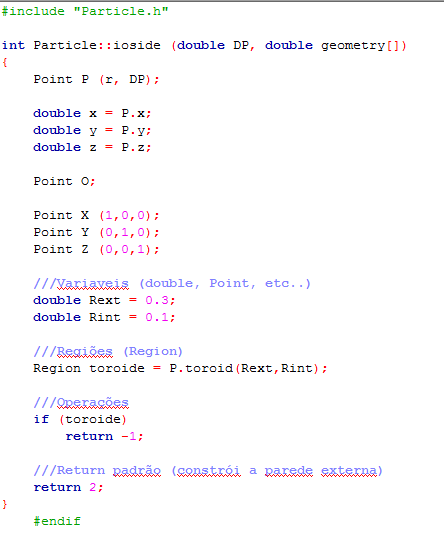 #include "Particle.h"
int Particle::ioside (double DP, double geometry[])
{
Point P (r, DP);
double x = P.x;
double y = P.y;
double z = P.z;
Point O;
Point X (1,0,0);
Point Y (0,1,0);
Point Z (0,0,1);
///Variaveis (double, Point, etc..)
double Rext = 0.3;
double Rint = 0.1;
///Regiões (Region)
Region toroide = P.toroid(Rext,Rint);
///Operações
if (toroide)
return -1;
///Return padrão (constrói a parede externa)
return 2;
}
#endif